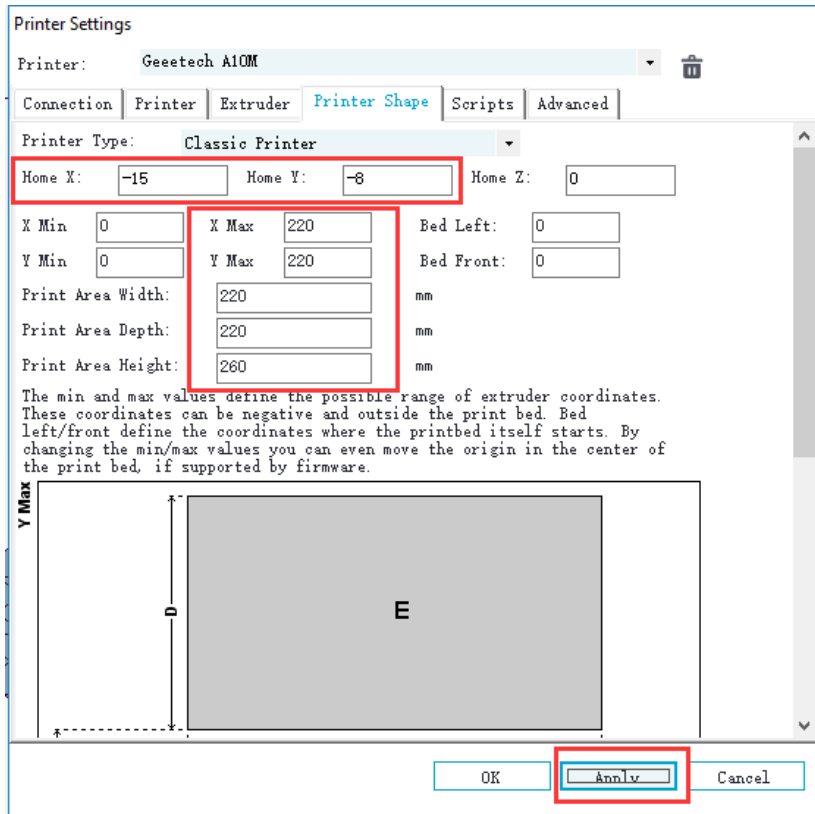 Printer Settings
Printer: Geeetech A10M
Connection Printer Extruder Printer Shape Scripts Advanced
Printer Type: Classic Printer
Home X: -15 Home Y: -8 Home Z: 0
X Min 0 X Max 220 Bed Left: 0
Y Min 0 Y Max 220 Bed Front: 0
Print Area Width: 220 mm
Print Area Depth: 220 mm
Print Area Height: 260 mm
The min and max values define the possible range of extruder coordinates.
These coordinates can be negative and outside the print bed. Bed
left/front define the coordinates where the printbed itself starts. By
changing the min/max values you can even move the origin in the center of
the print bed, if supported by firmware.
Y Max
D
E
OK Apply Cancel